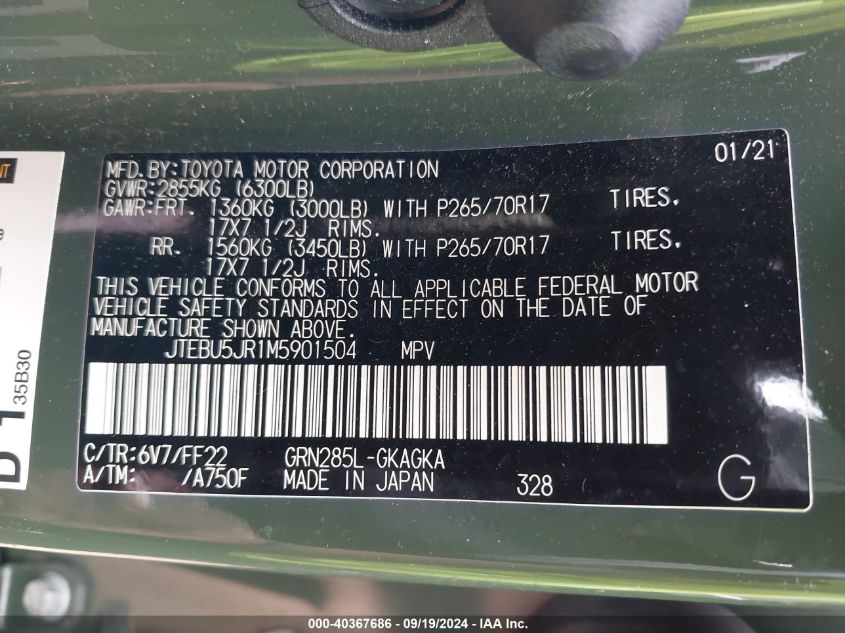 01/21
MFD.BY:TOYOTA MOTOR CORPORATION
GVWR:2855KG (6300LB)
GAWR:FRT. 1360KG (3000LB) WITH P265/70R17 TIRES,
17X7 1/2J RIMS.
RR. 1560KG (3450LB) WITH P265/70R17 TIRES,
17X7 1/2J RIMS.
THIS VEHICLE CONFORMS TO ALL APPLICABLE FEDERAL MOTOR
VEHICLE SAFETY STANDARDS IN EFFECT ON THE DATE OF
MANUFACTURE SHOWN ABOVE.
JTEBU5JR1M5901504 MPV
C/TR:6V7/FF22 GRN285L-GKAGKA
A/TM: /A750F MADE IN JAPAN 328 G
35B30
000-40367686 - 09/19/2024 - IAA Inc.